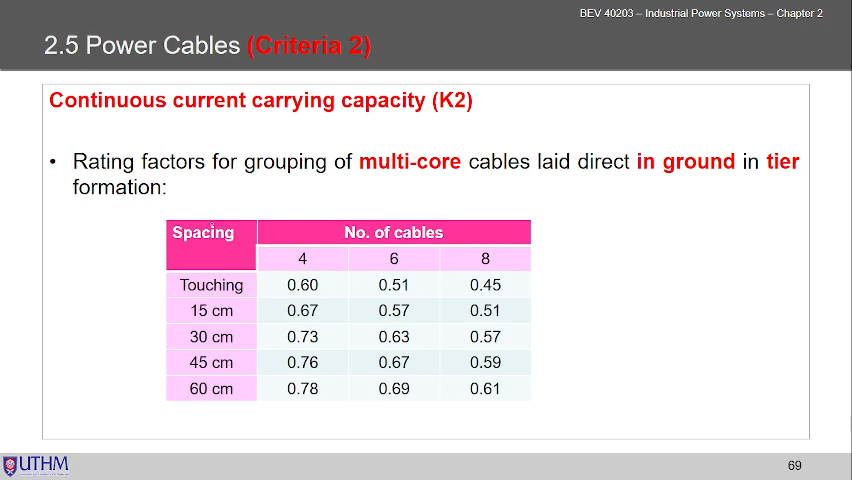 BEV 40203 – Industrial Power Systems – Chapter 2
2.5 Power Cables (Criteria 2)
Continuous current carrying capacity (K2)
• Rating factors for grouping of multi-core cables laid direct in ground in tier
formation:
Spacing No. of cables
4 6 8
Touching 0.60 0.51 0.45
15 cm 0.67 0.57 0.51
30 cm 0.73 0.63 0.57
45 cm 0.76 0.67 0.59
60 cm 0.78 0.69 0.61
UTHM
69